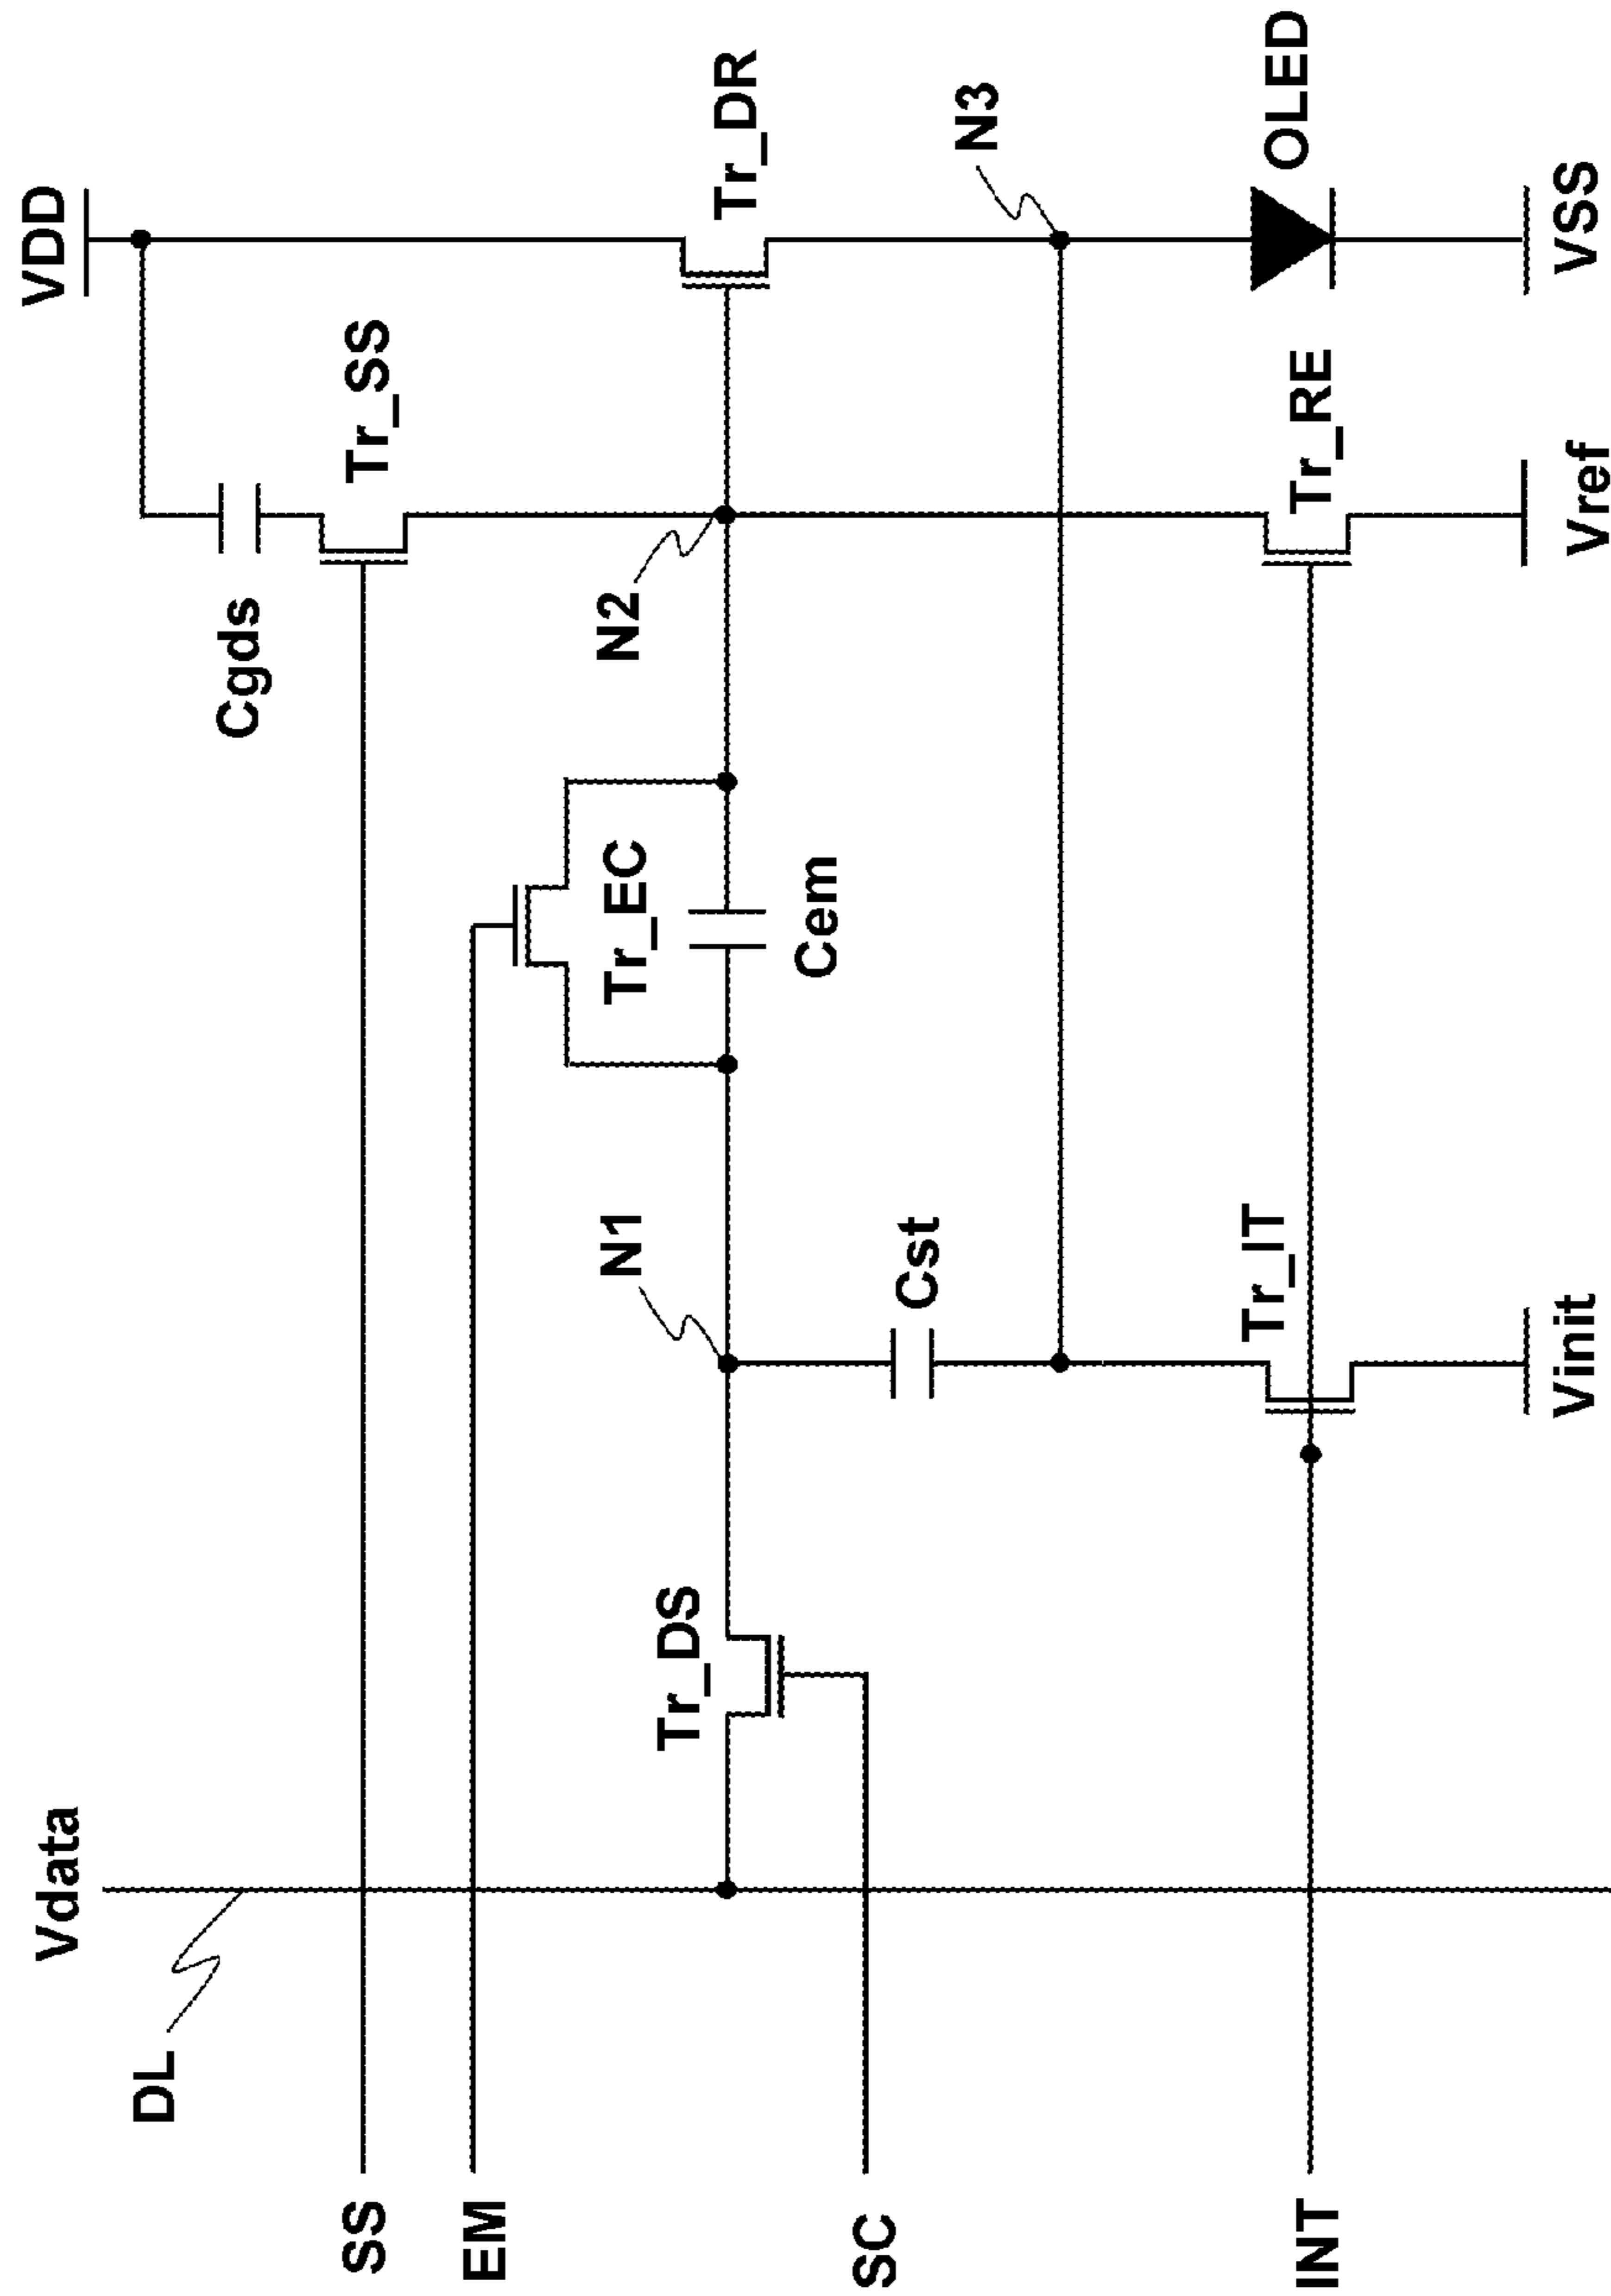 Vdata
VDD
DL
SS
Cgds
Tr_SS
EM
Tr_EC
Tr_DS
N1
N2
Tr_DR
Cem
SC
Cst
N3
INT
Tr_IT
Tr_RE
OLED
Vinit
Vref
VSS